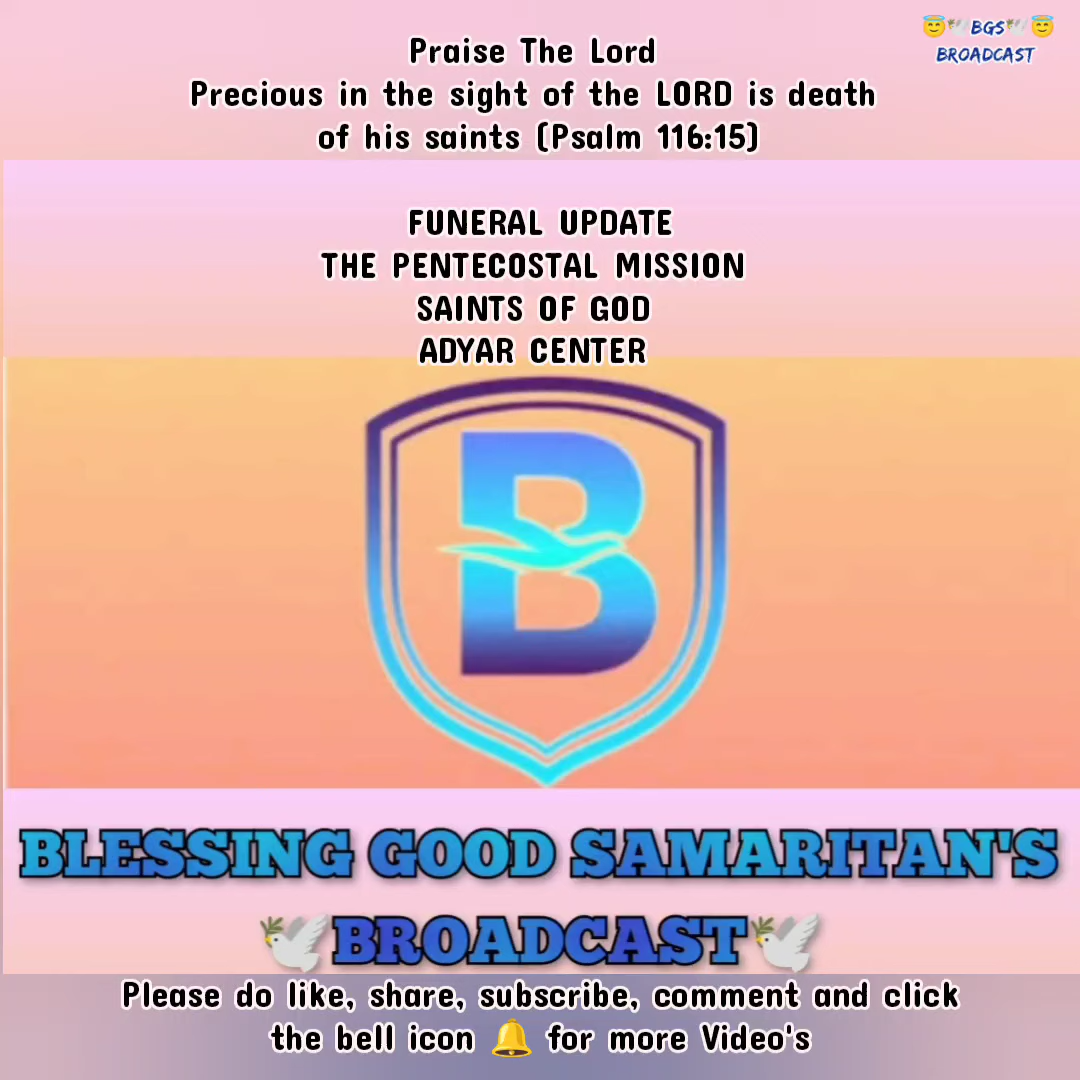 😇🕊️BGS🕊️😇
BROADCAST
Praise The Lord
Precious in the sight of the LORD is death
of his saints (Psalm 116:15)
FUNERAL UPDATE
THE PENTECOSTAL MISSION
SAINTS OF GOD
ADYAR CENTER
B
BLESSING GOOD SAMARITAN'S
🕊️BROADCAST🕊️
Please do like, share, subscribe, comment and click
the bell icon 🔔 for more Video's